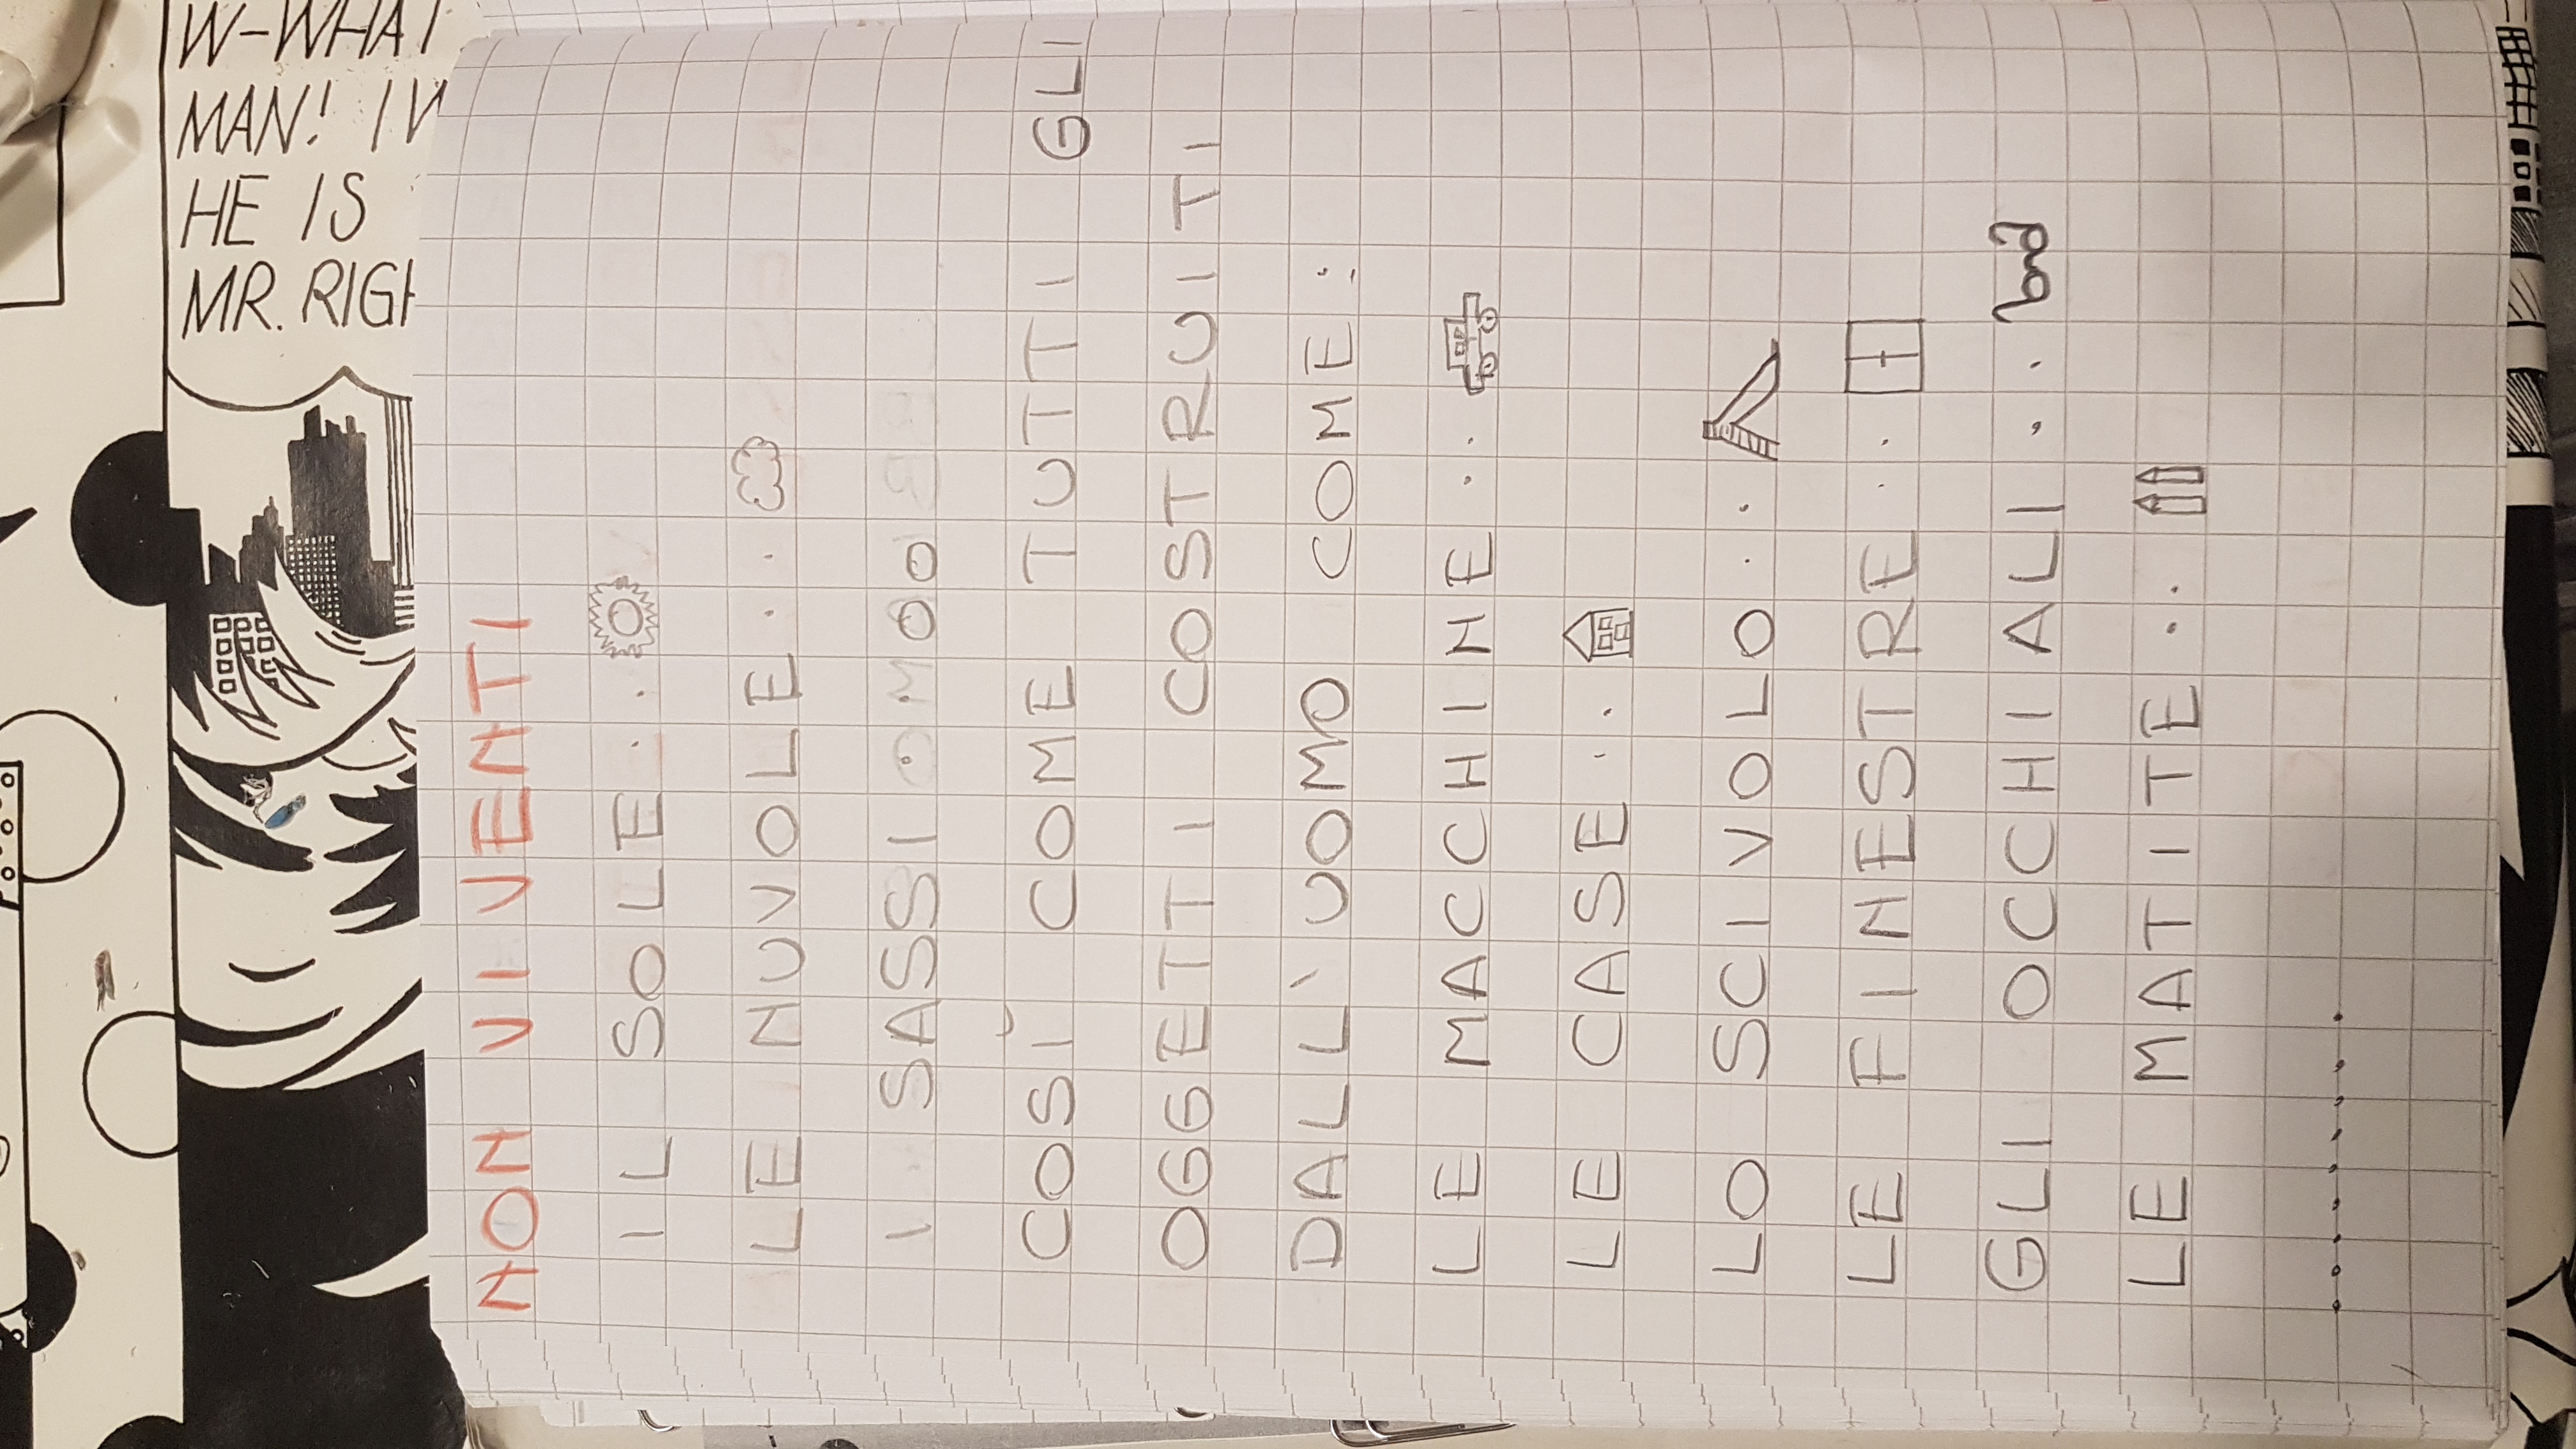 W-WHA
MAN! I'V
HE IS
MR. RIGH
NON VIVENTI
IL SOLE..
LE NUVOLE..
I SASSI..
COSÌ COME TUTTI GLI
OGGETTI COSTRUITI
DALL'UOMO COME:
LE MACCHINE..
LE CASE..
LO SCIVOLO..
LE FINESTRE..
GLI OCCHIALI..
LE MATITE..
.........